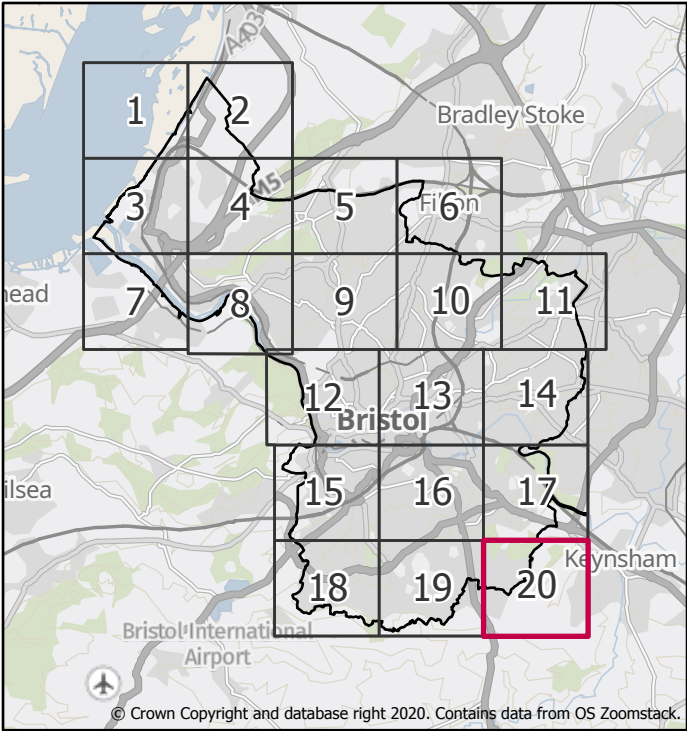 A403
1
2
Bradley Stoke
M5
3
4
5
6
Filton
head
7
8
9
10
11
12
13
14
Bristol
ilsea
15
16
17
Keynsham
18
19
20
Bristol International
Airport
© Crown Copyright and database right 2020. Contains data from OS Zoomstack.